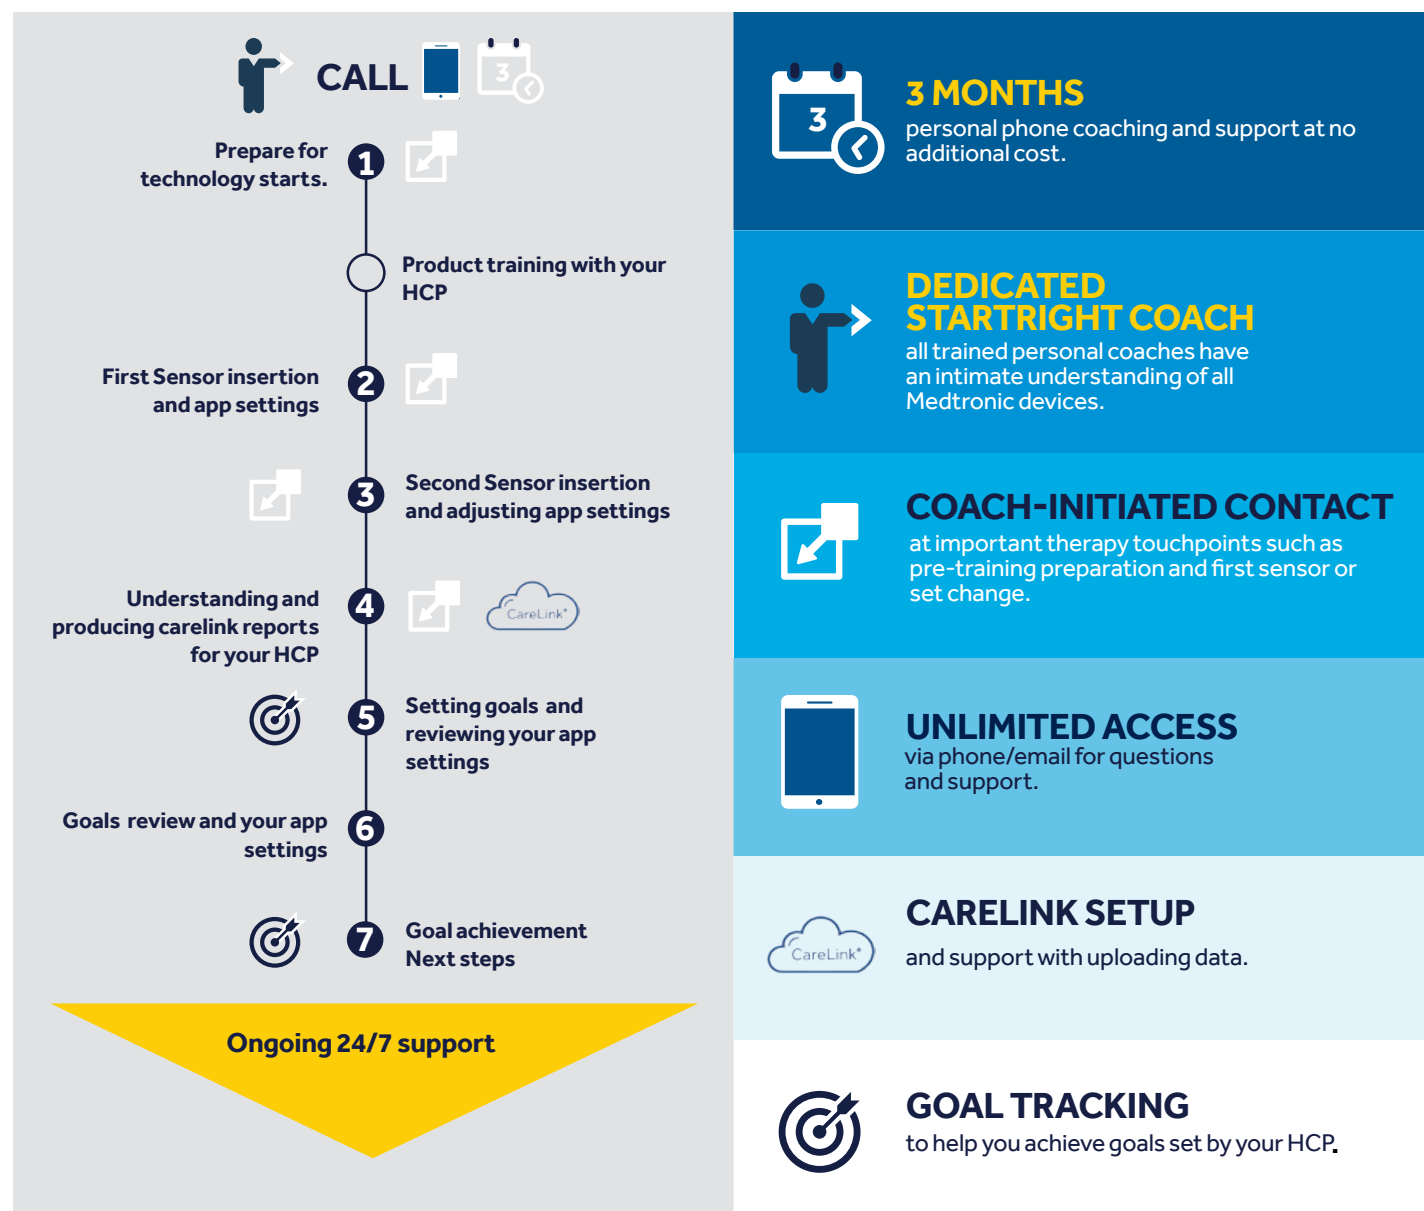 CALL
3
1
Prepare for
technology starts.
Product training with your
HCP
2
First Sensor insertion
and app settings
3
Second Sensor insertion
and adjusting app settings
4
Understanding and
producing carelink reports
for your HCP
CareLink®
5
Setting goals and
reviewing your app
settings
6
Goals review and your app
settings
7
Goal achievement
Next steps
Ongoing 24/7 support
3
3 MONTHS
personal phone coaching and support at no
additional cost.
DEDICATED
STARTRIGHT COACH
all trained personal coaches have
an intimate understanding of all
Medtronic devices.
COACH-INITIATED CONTACT
at important therapy touchpoints such as
pre-training preparation and first sensor or
set change.
UNLIMITED ACCESS
via phone/email for questions
and support.
CareLink®
CARELINK SETUP
and support with uploading data.
GOAL TRACKING
to help you achieve goals set by your HCP.